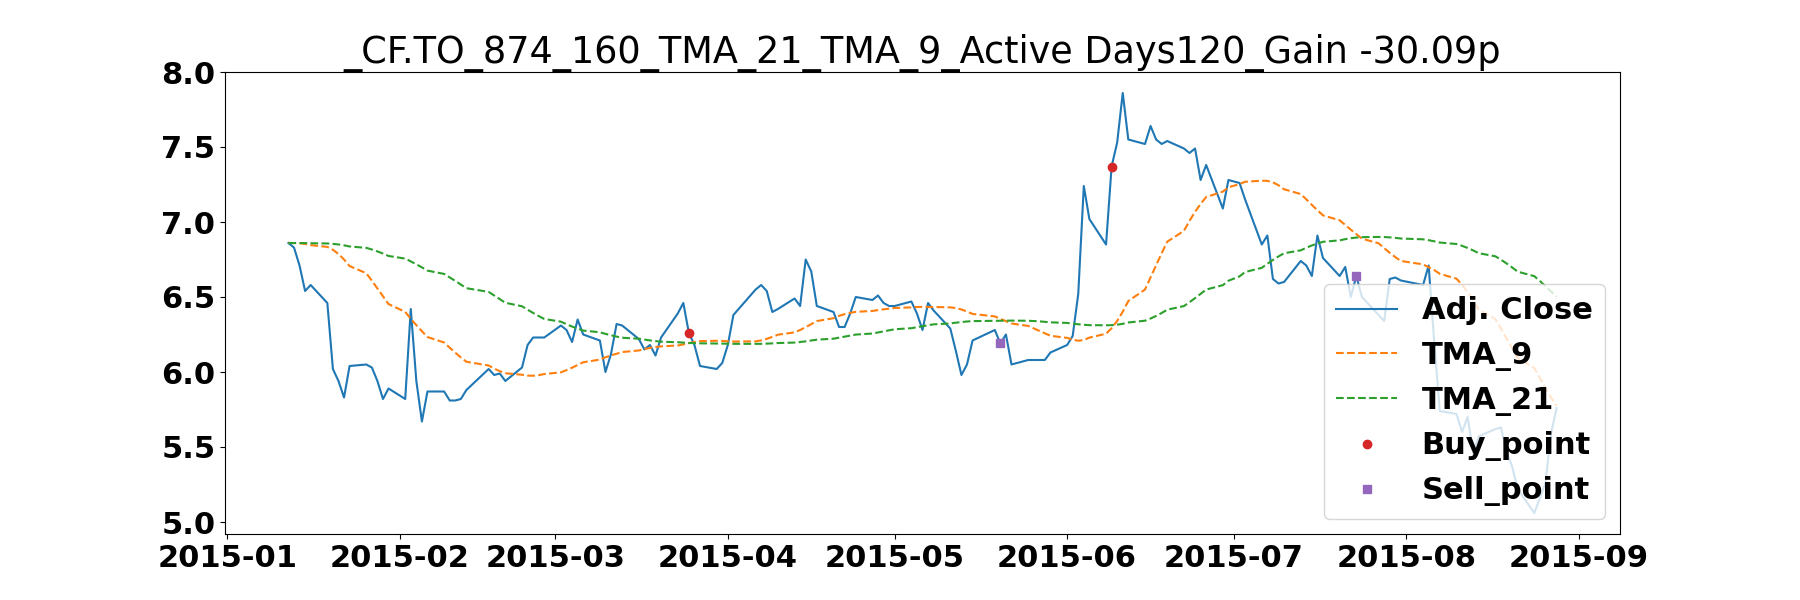 _CF.TO_874_160_TMA_21_TMA_9_Active Days120_Gain -30.09p
8.0
7.5
7.0
6.5
6.0
5.5
5.0
Adj. Close
TMA_9
TMA_21
Buy_point
Sell_point
2015-01 2015-02 2015-03 2015-04 2015-05 2015-06 2015-07 2015-08 2015-09